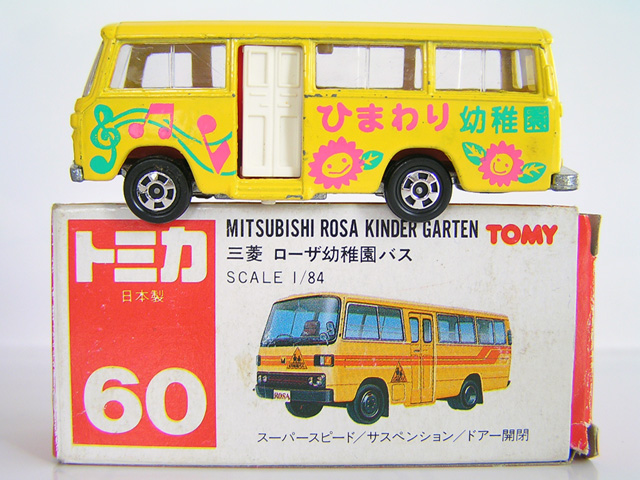 ひまわり 幼稚園
トミカ
日本製
60
MITSUBISHI ROSA KINDER GARTEN TOMY
三菱 ローザ幼稚園バス
SCALE 1/84
ROSA
スーパースピード/サスペンション/ドアー開閉